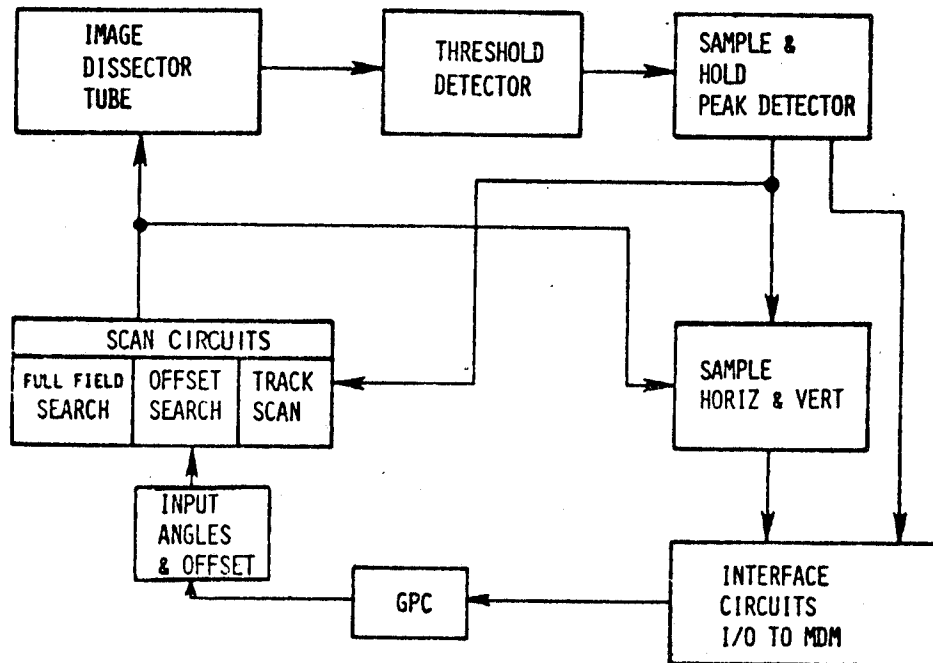 IMAGE
DISSECTOR
TUBE
THRESHOLD
DETECTOR
SAMPLE &
HOLD
PEAK DETECTOR
SCAN CIRCUITS
FULL FIELD
SEARCH
OFFSET
SEARCH
TRACK
SCAN
SAMPLE
HORIZ & VERT
INPUT
ANGLES
& OFFSET
GPC
INTERFACE
CIRCUITS
I/O TO MDM